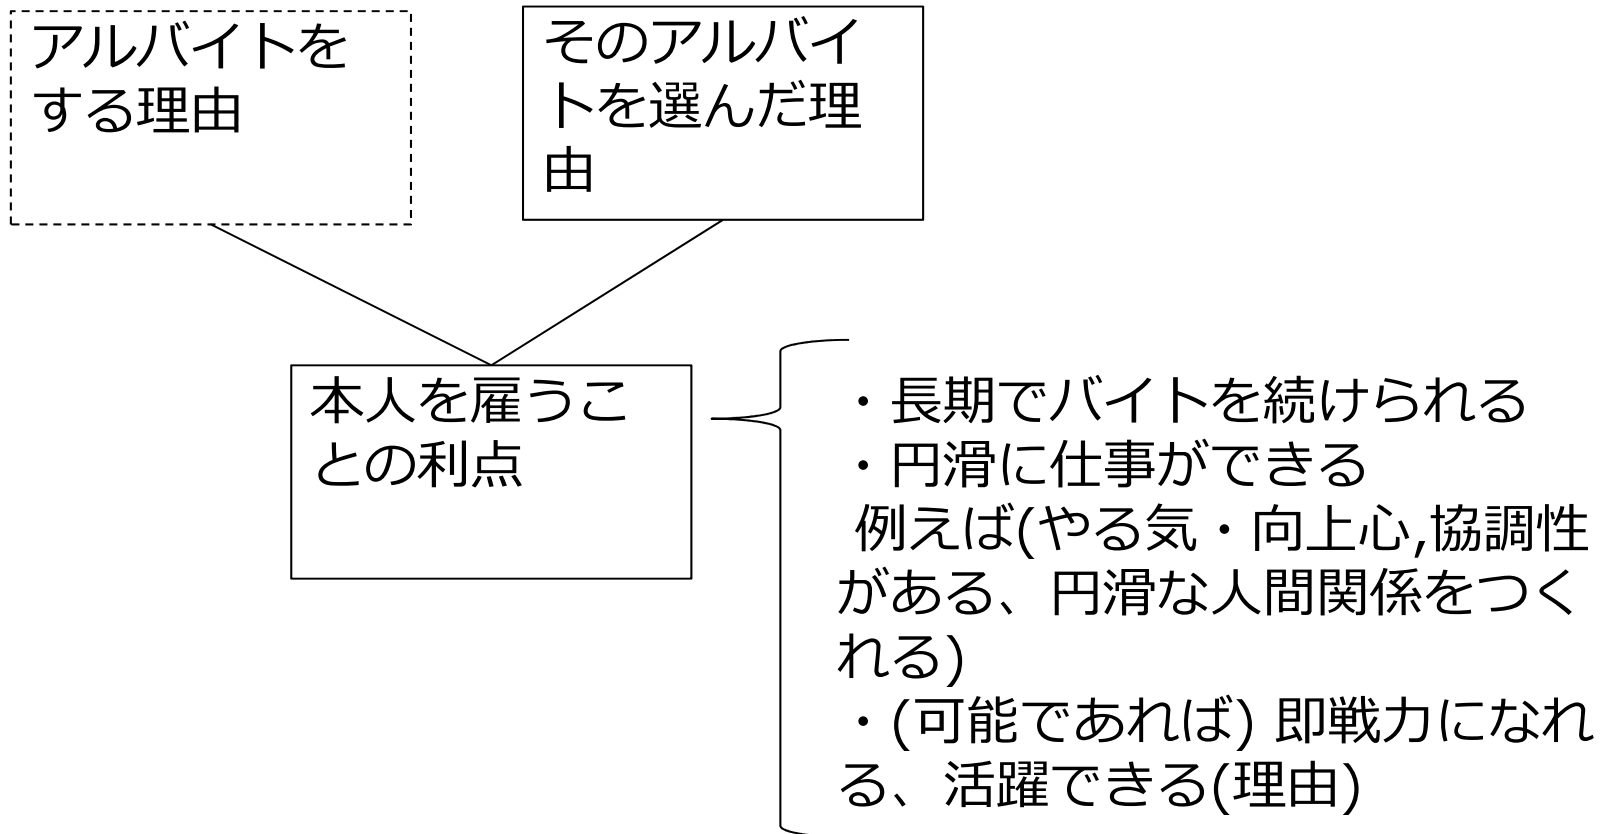 アルバイトを
する理由
そのアルバイ
トを選んだ理
由
本人を雇うこ
との利点
・長期でバイトを続けられる
・円滑に仕事ができる
例えば(やる気・向上心,協調性
がある、円滑な人間関係をつく
れる)
・(可能であれば) 即戦力になれ
る、活躍できる(理由)